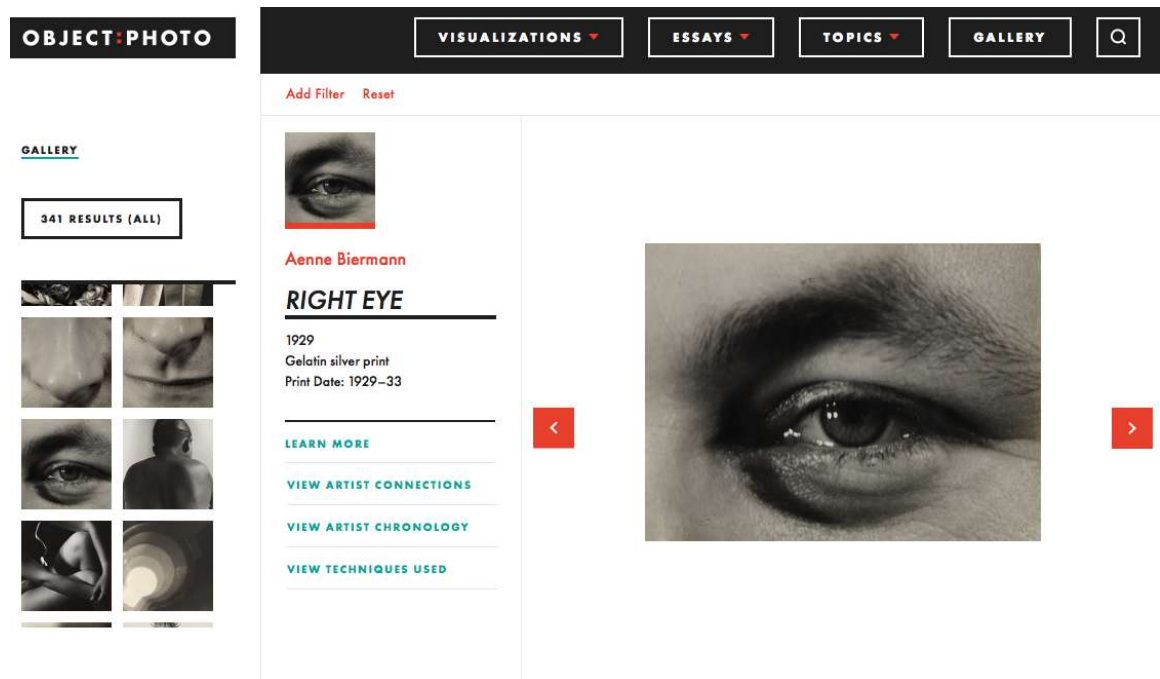 OBJECT:PHOTO
VISUALIZATIONS
ESSAYS
TOPICS
GALLERY
Add Filter Reset
GALLERY
341 RESULTS (ALL)
Aenne Biermann
RIGHT EYE
1929
Gelatin silver print
Print Date: 1929–33
LEARN MORE
VIEW ARTIST CONNECTIONS
VIEW ARTIST CHRONOLOGY
VIEW TECHNIQUES USED